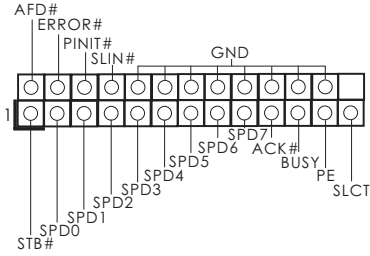 AFD#
ERROR#
PINIT#
SLIN#
GND
1
SPD7
ACK#
SPD6
BUSY
SPD5
PE
SPD4
SPD3
SLCT
SPD2
SPD1
SPD0
STB#